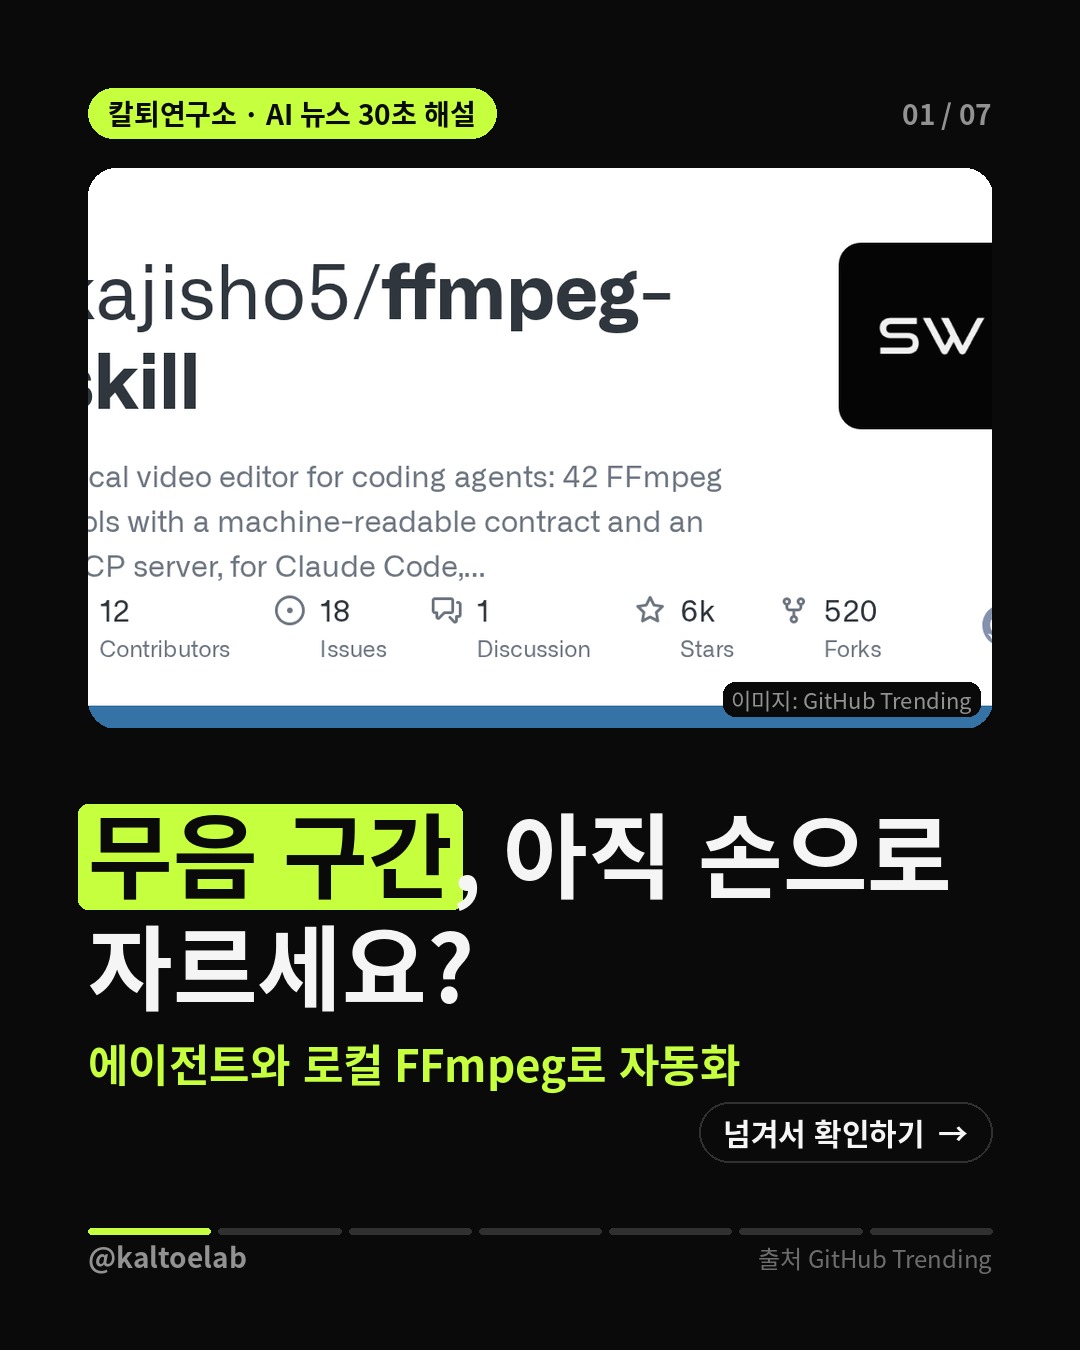 칼퇴연구소 · AI 뉴스 30초 해설
01 / 07
kajisho5/ffmpeg-
skill
SW
cal video editor for coding agents: 42 FFmpeg
ols with a machine-readable contract and an
CP server, for Claude Code,...
12
Contributors
18
Issues
1
Discussion
6k
Stars
520
Forks
이미지: GitHub Trending
무음 구간, 아직 손으로
자르세요?
에이전트와 로컬 FFmpeg로 자동화
넘겨서 확인하기 →
@kaltoelab
출처 GitHub Trending